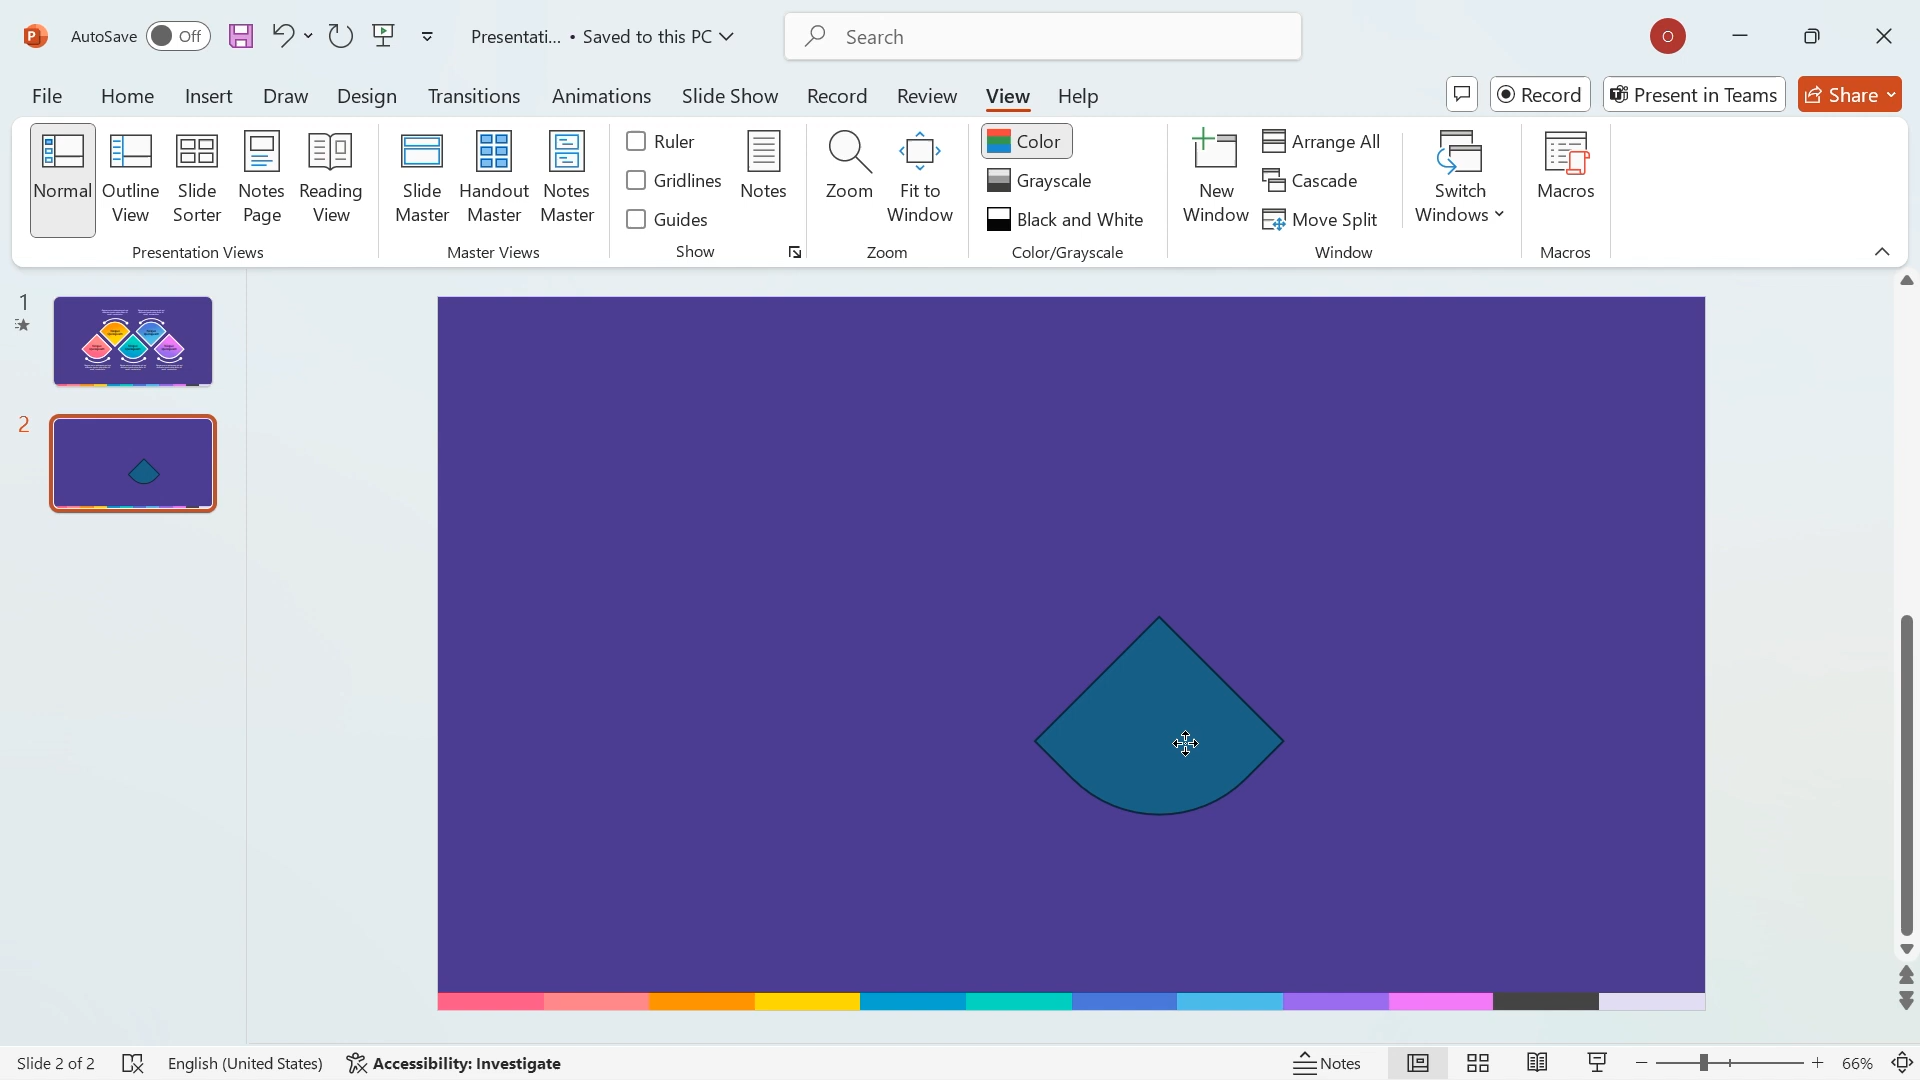 AutoSave Off Presentati... • Saved to this PC Search O
File Home Insert Draw Design Transitions Animations Slide Show Record Review View Help Record Present in Teams Share
Normal
Outline
View
Slide
Sorter
Notes
Page
Reading
View
Presentation Views
Slide
Master
Handout
Master
Notes
Master
Master Views
Ruler
Gridlines
Guides
Notes
Show
Zoom
Fit to
Window
Zoom
Color
Grayscale
Black and White
Color/Grayscale
New
Window
Arrange All
Cascade
Move Split
Switch
Windows
Window
Macros
Macros
1
2
Slide 2 of 2 English (United States) Accessibility: Investigate Notes 66%